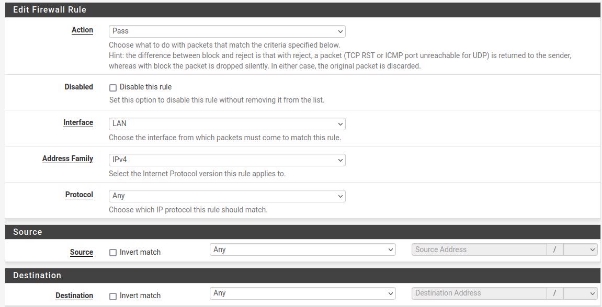 Edit Firewall Rule
Action
Pass
Choose what to do with packets that match the criteria specified below.
Hint: the difference between block and reject is that with reject, a packet (TCP RST or ICMP port unreachable for UDP) is returned to the sender,
whereas with block the packet is dropped silently. In either case, the original packet is discarded.
Disabled
Disable this rule
Set this option to disable this rule without removing it from the list.
Interface
LAN
Choose the interface from which packets must come to match this rule.
Address Family
IPv4
Select the Internet Protocol version this rule applies to.
Protocol
Any
Choose which IP protocol this rule should match.
Source
Source
Invert match
Any
Source Address
/
Destination
Destination
Invert match
Any
Destination Address
/